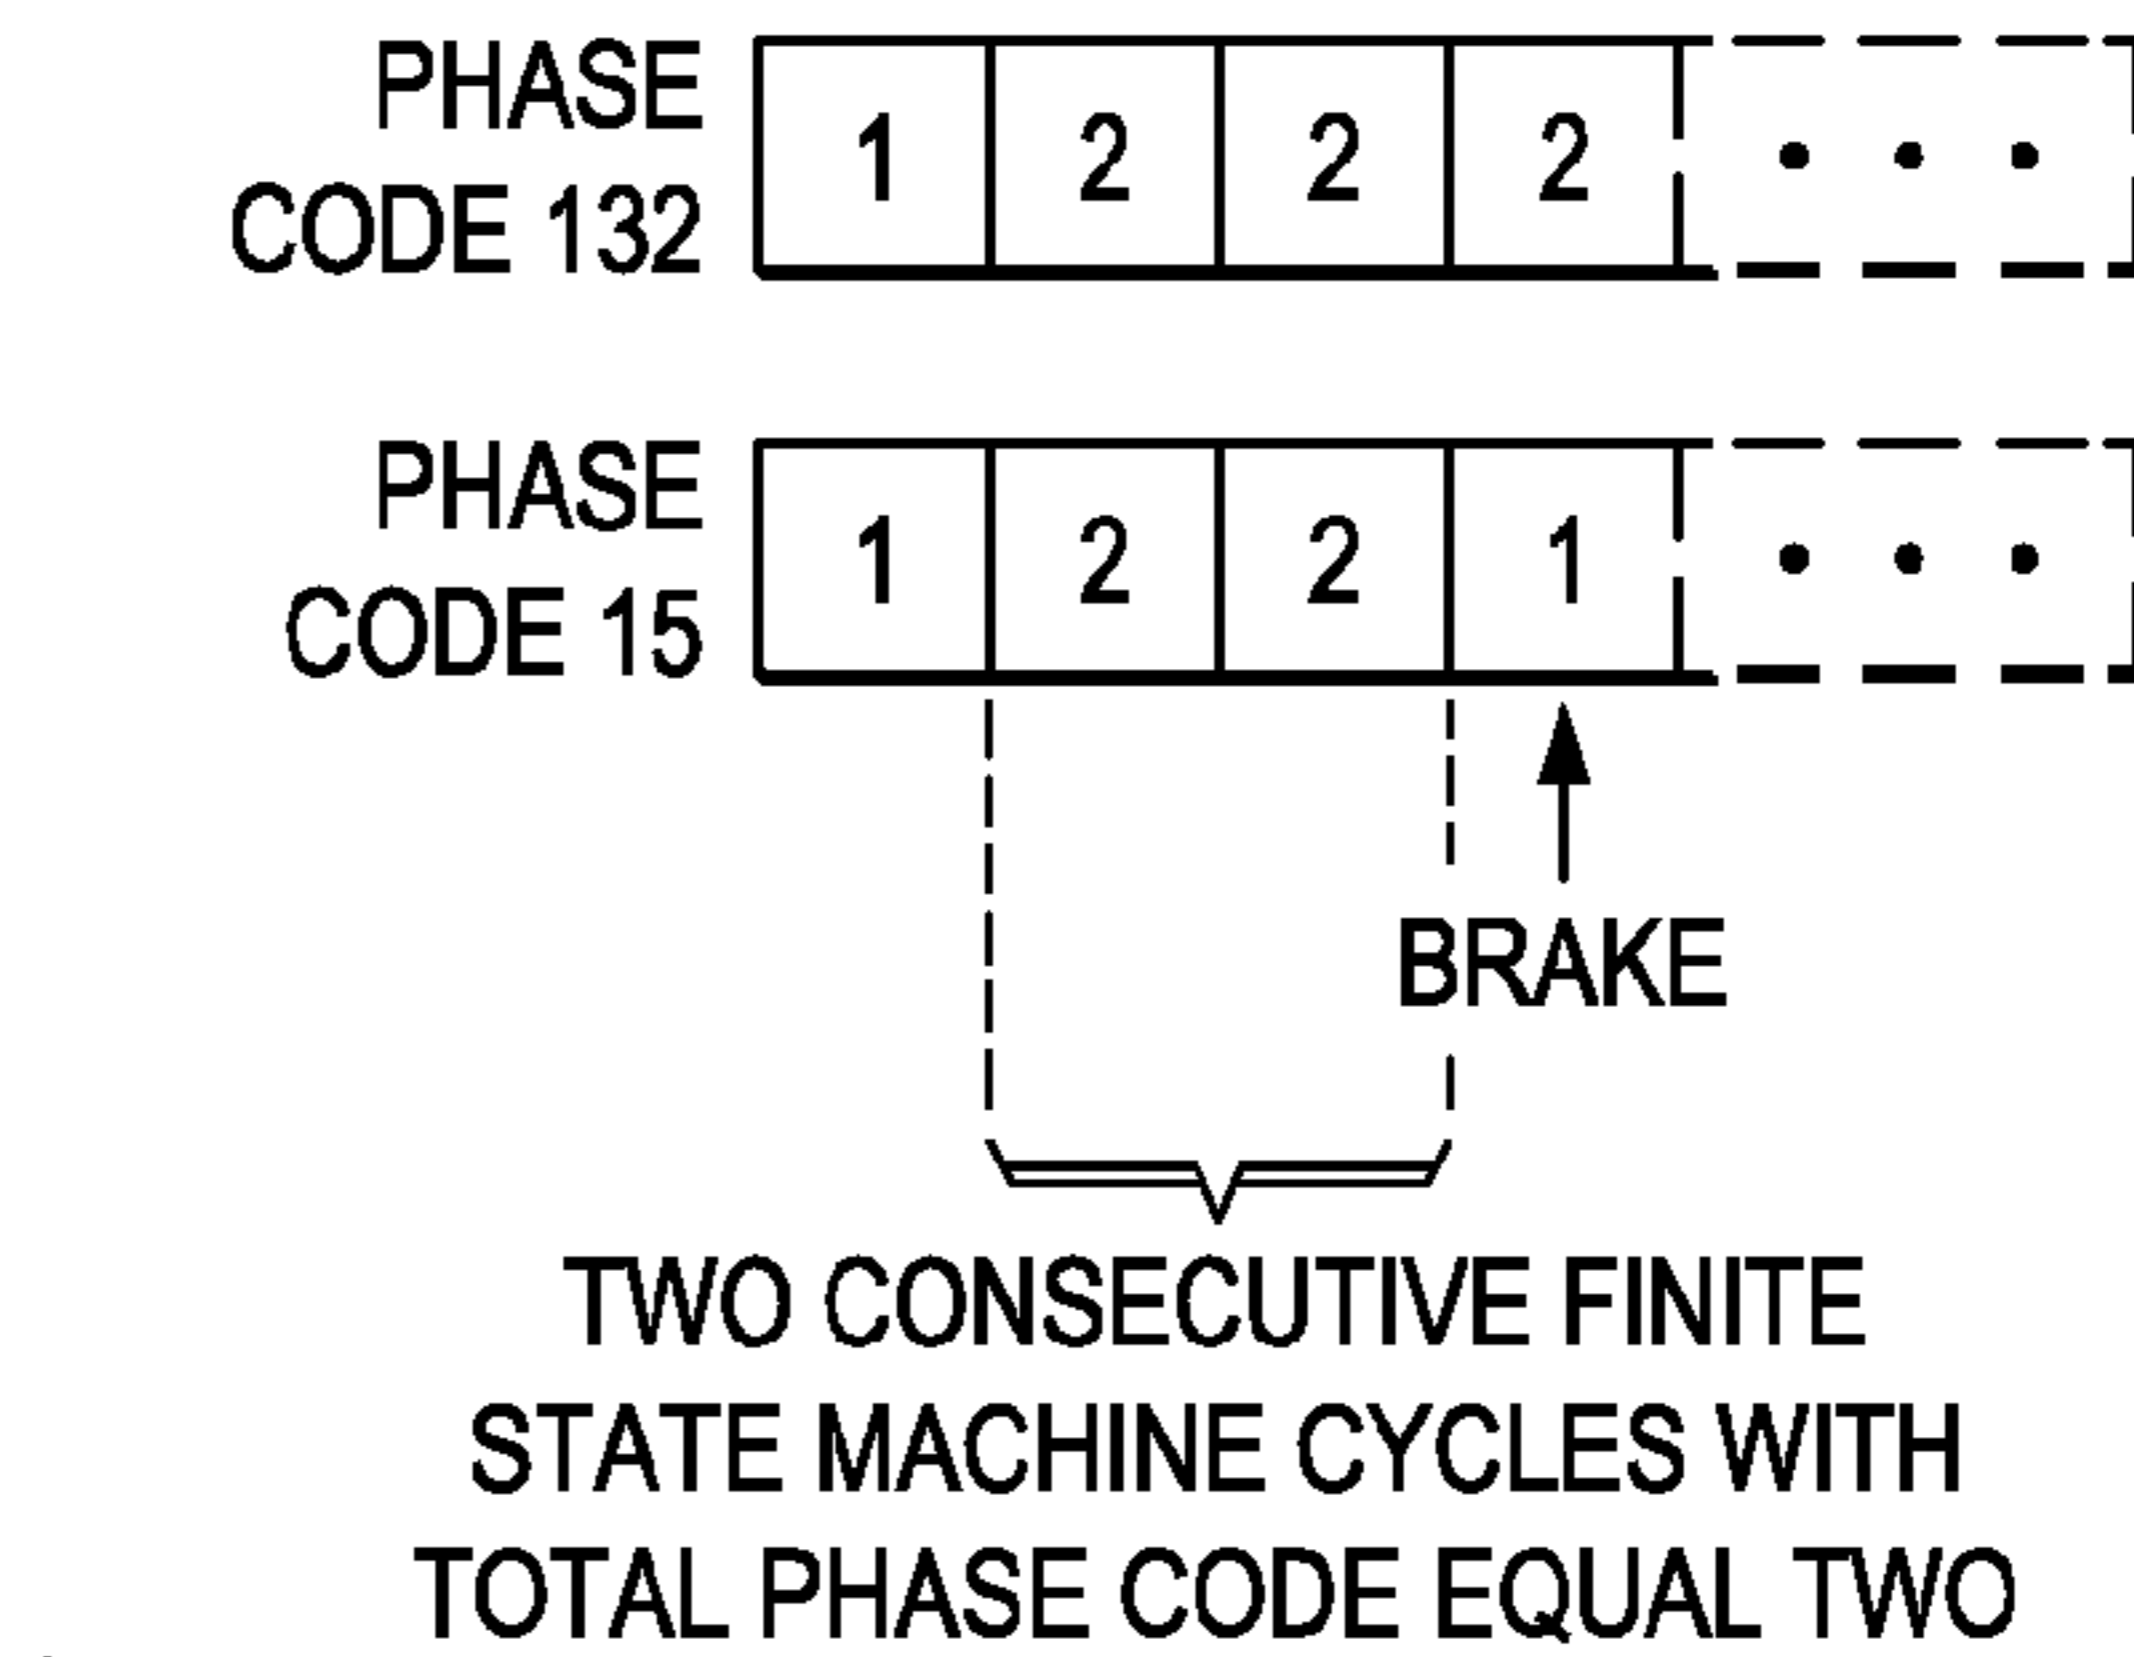 PHASE
CODE 132
1 2 2 2 • • •
PHASE
CODE 15
1 2 2 1 • • •
BRAKE
TWO CONSECUTIVE FINITE
STATE MACHINE CYCLES WITH
TOTAL PHASE CODE EQUAL TWO